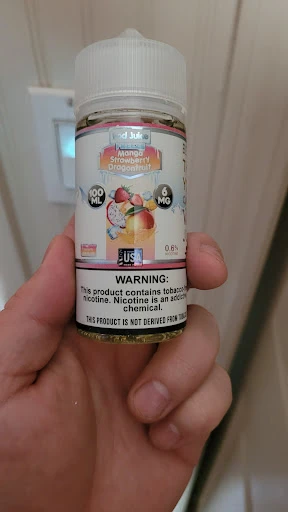 Mango
Strawberry
Dragonfruit
100
ML
6
MG
0.6%
USA
WARNING:
This product contains tobacco-free
nicotine. Nicotine is an addictive
chemical.
THIS PRODUCT IS NOT DERIVED FROM